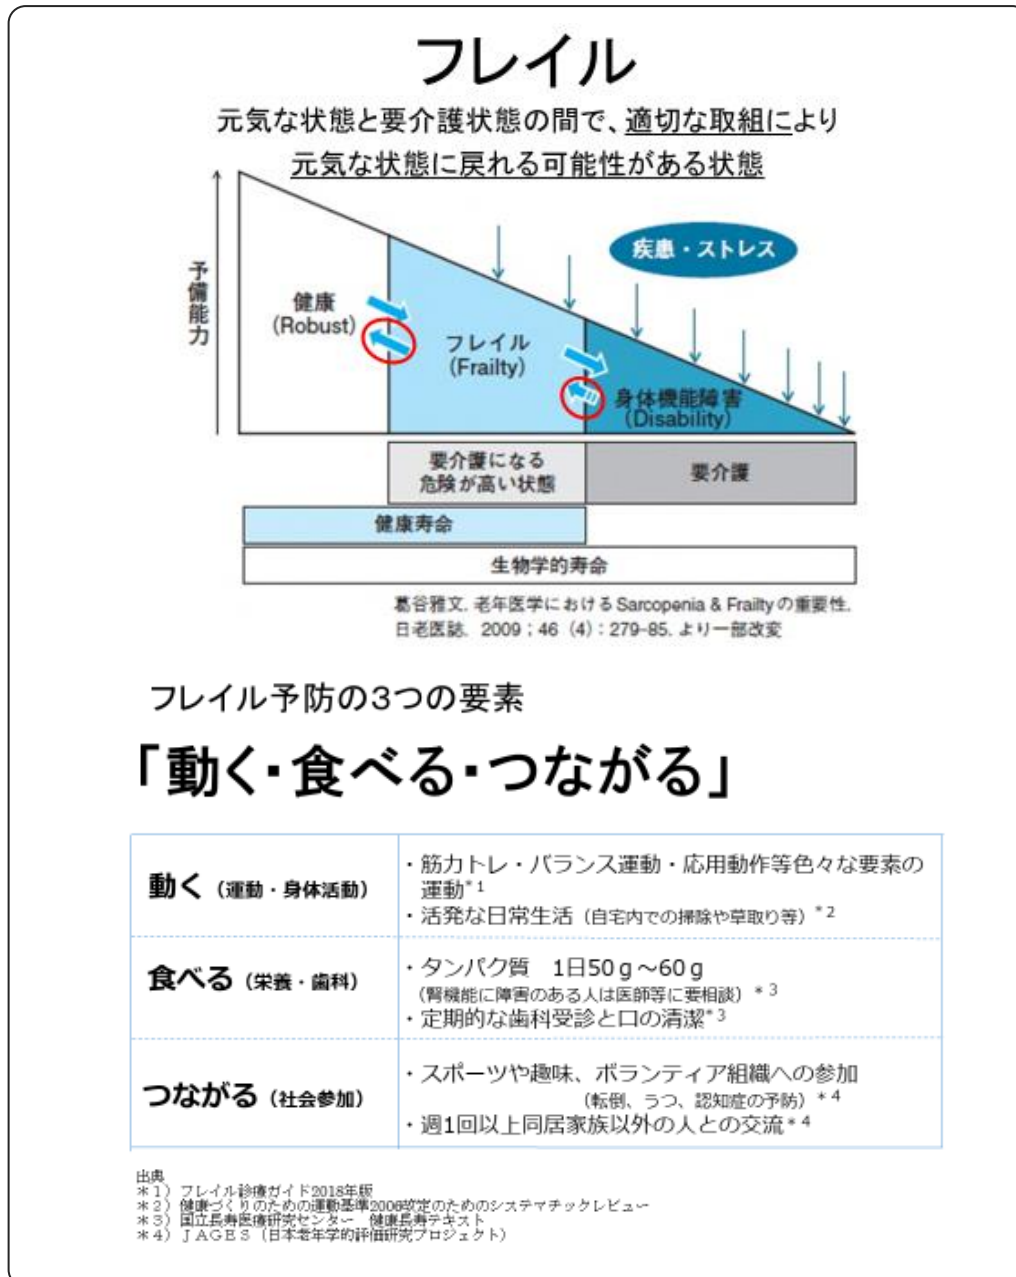 フレイル
元気な状態と要介護状態の間で、適切な取組により
元気な状態に戻れる可能性がある状態
疾患・ストレス
予備能力
健康
(Robust)
フレイル
(Frailty)
身体機能障害
(Disability)
要介護になる
危険が高い状態
要介護
健康寿命
生物学的寿命
葛谷雅文. 老年医学における Sarcopenia & Frailty の重要性.
日老医誌. 2009 ; 46 (4) : 279-85. より一部改変
フレイル予防の3つの要素
「動く・食べる・つながる」
動く（運動・身体活動）
・筋力トレ・バランス運動・応用動作等色々な要素の
運動*1
・活発な日常生活（自宅内での掃除や草取り等）*2
食べる（栄養・歯科）
・タンパク質　1日50ｇ～60ｇ
（腎機能に障害のある人は医師等に要相談）*3
・定期的な歯科受診と口の清潔*3
つながる（社会参加）
・スポーツや趣味、ボランティア組織への参加
（転倒、うつ、認知症の予防）*4
・週1回以上同居家族以外の人との交流*4
出典
＊1）フレイル診療ガイド2018年版
＊2）健康づくりのための運動基準2006改定のためのシステマチックレビュー
＊3）国立長寿医療研究センター　健康長寿テキスト
＊4）ＪＡＧＥＳ（日本老年学的評価研究プロジェクト）